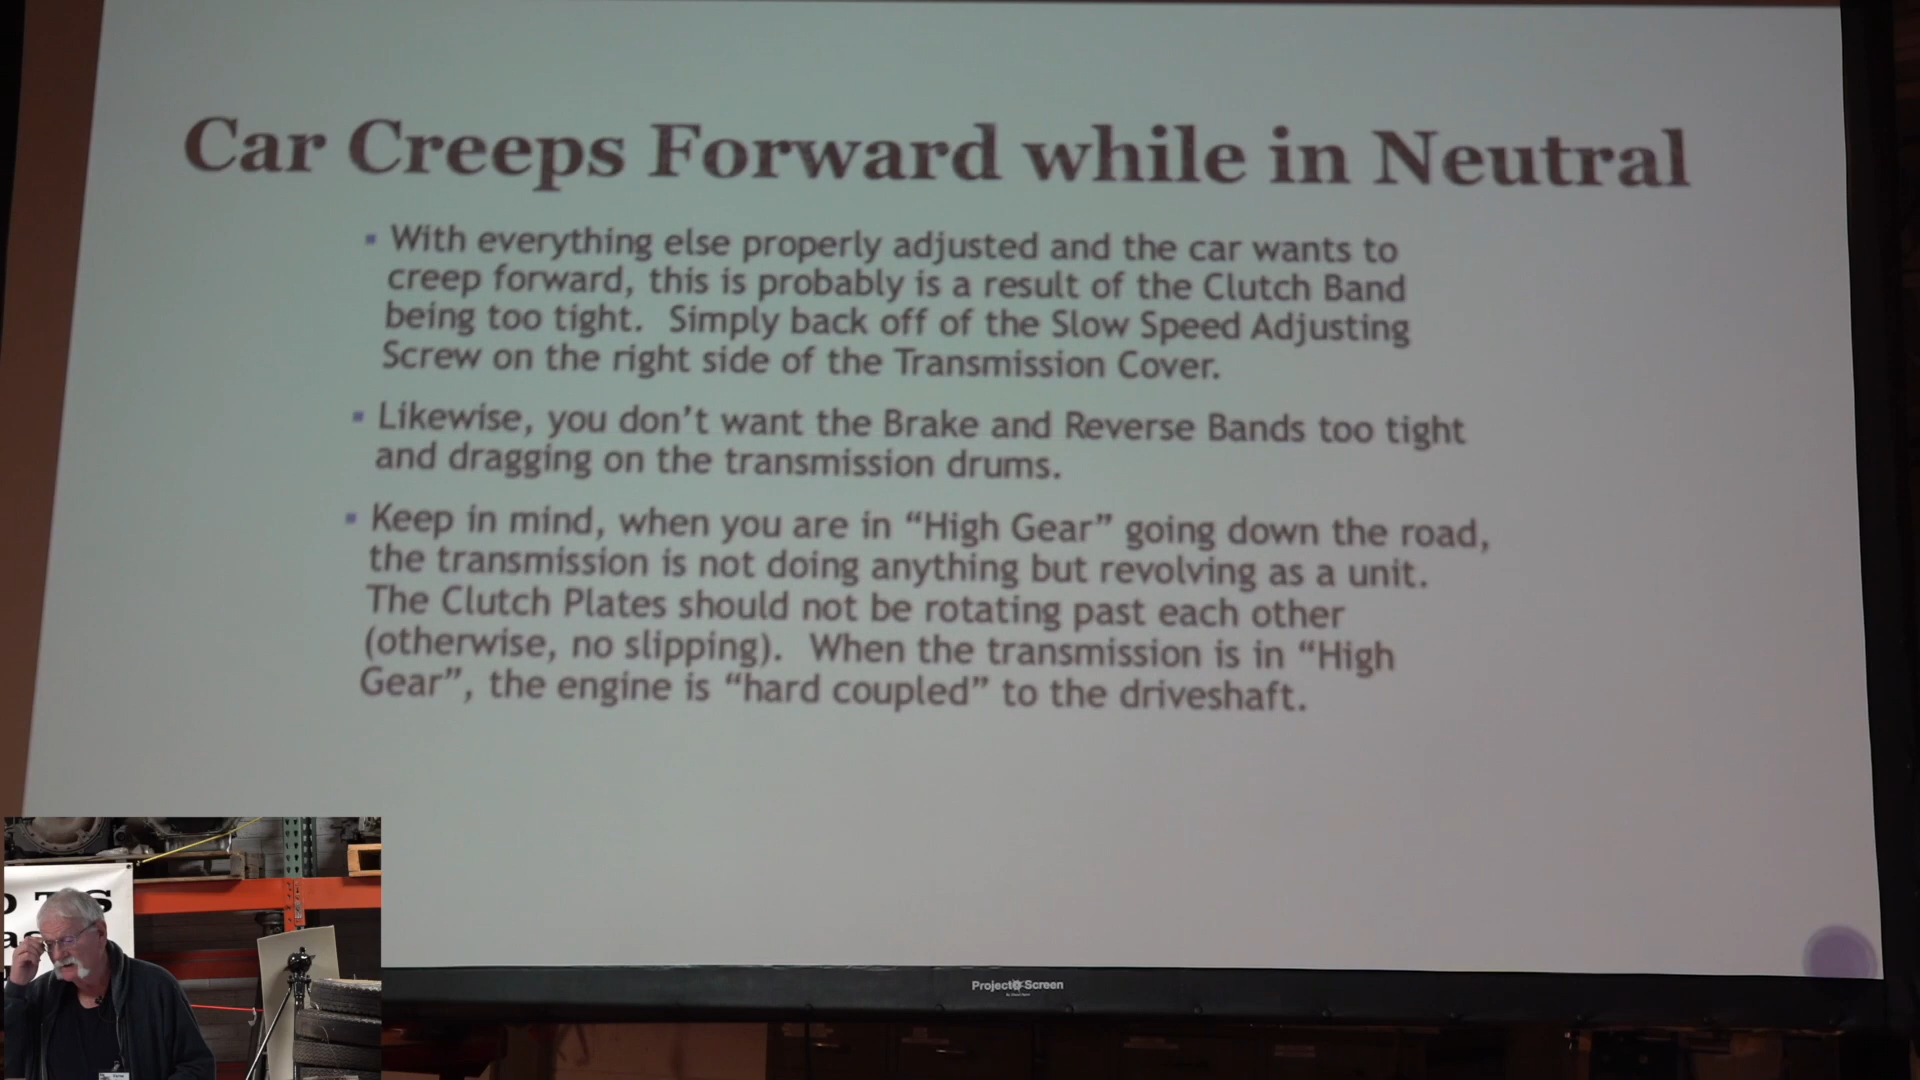 Car Creeps Forward while in Neutral
With everything else properly adjusted and the car wants to
creep forward, this is probably is a result of the Clutch Band
being too tight. Simply back off of the Slow Speed Adjusting
Screw on the right side of the Transmission Cover.
Likewise, you don't want the Brake and Reverse Bands too tight
and dragging on the transmission drums.
Keep in mind, when you are in “High Gear” going down the road,
the transmission is not doing anything but revolving as a unit.
The Clutch Plates should not be rotating past each other
(otherwise, no slipping). When the transmission is in “High
Gear”, the engine is “hard coupled” to the driveshaft.
Project Screen